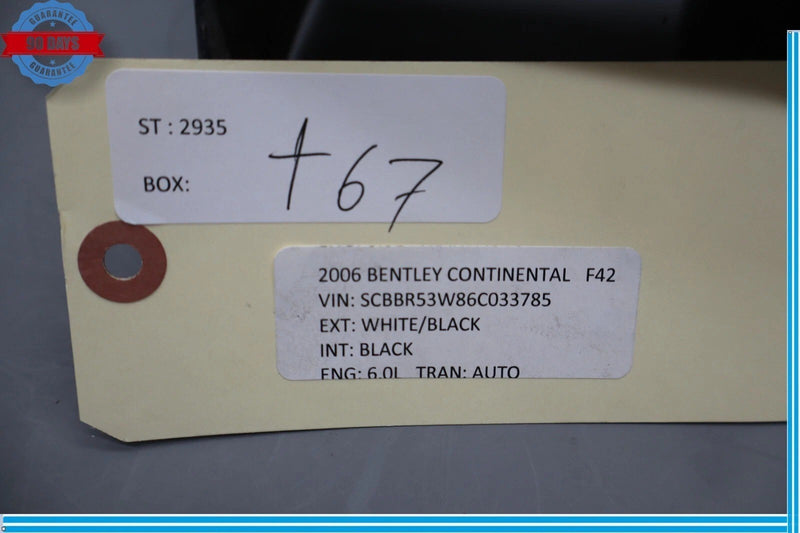 GUARANTEE
90 DAYS
GUARANTEE
ST : 2935
BOX: +67
2006 BENTLEY CONTINENTAL F42
VIN: SCBBR53W86C033785
EXT: WHITE/BLACK
INT: BLACK
ENG: 6.0L TRAN: AUTO